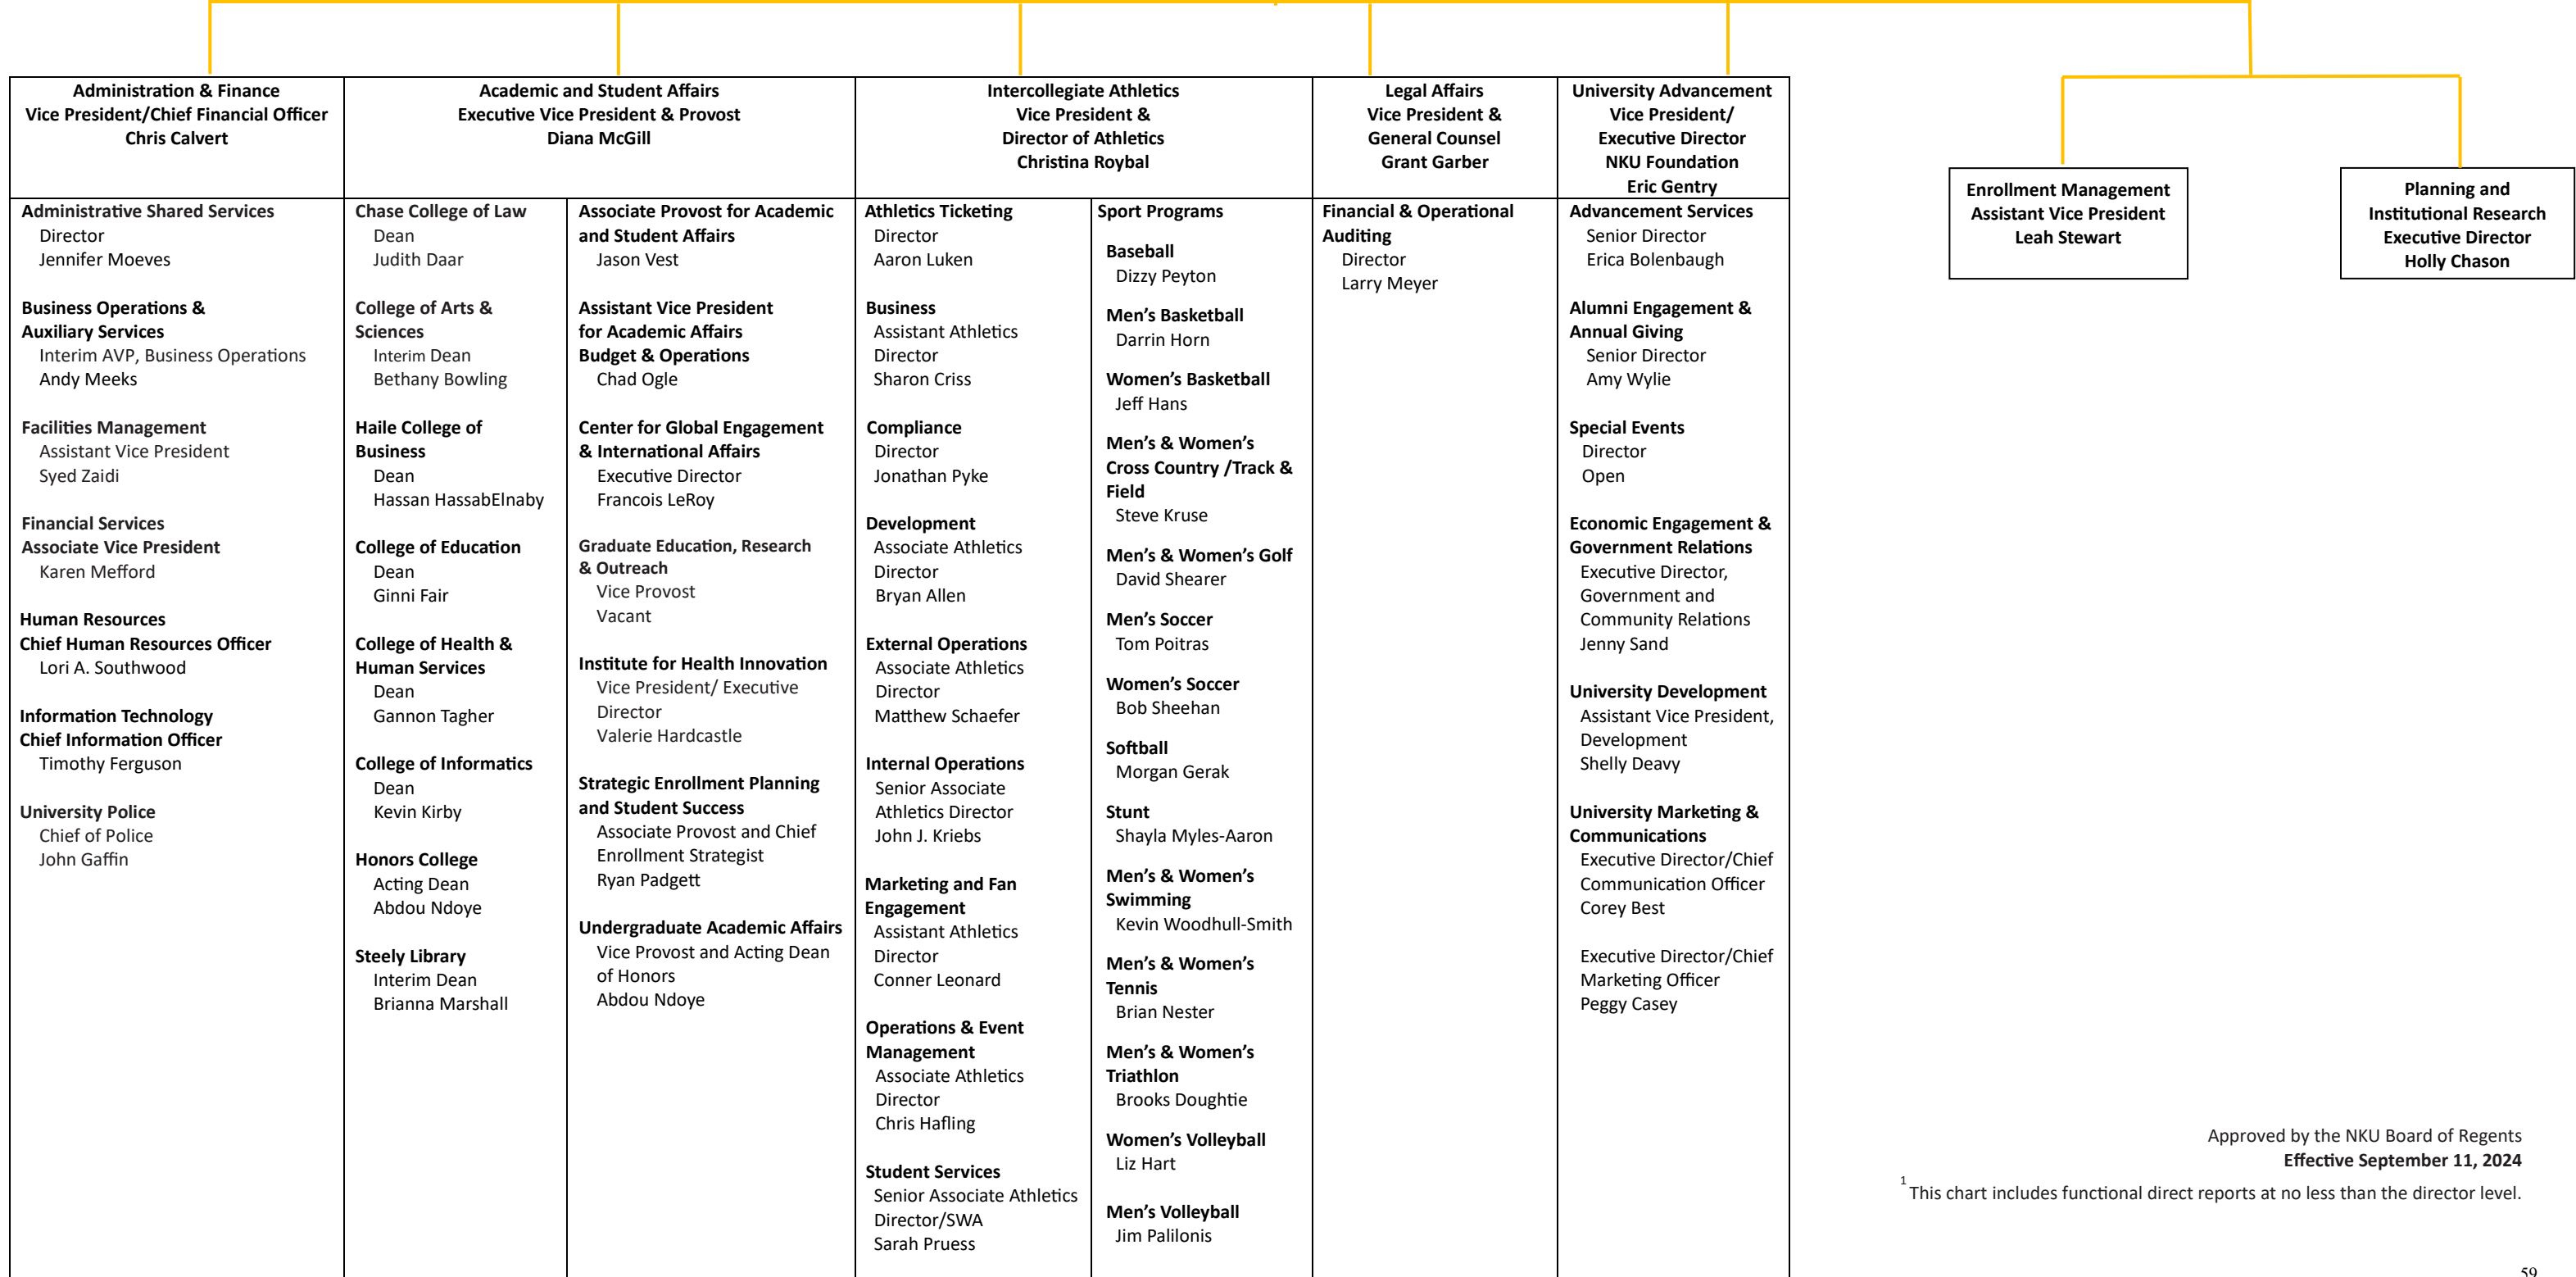 Administration & Finance
Vice President/Chief Financial Officer
Chris Calvert
Academic and Student Affairs
Executive Vice President & Provost
Diana McGill
Intercollegiate Athletics
Vice President &
Director of Athletics
Christina Roybal
Legal Affairs
Vice President &
General Counsel
Grant Garber
University Advancement
Vice President/
Executive Director
NKU Foundation
Eric Gentry
Enrollment Management
Assistant Vice President
Leah Stewart
Planning and
Institutional Research
Executive Director
Holly Chason
Administrative Shared Services
Director
Jennifer Moeves
Business Operations &
Auxiliary Services
Interim AVP, Business Operations
Andy Meeks
Facilities Management
Assistant Vice President
Syed Zaidi
Financial Services
Associate Vice President
Karen Mefford
Human Resources
Chief Human Resources Officer
Lori A. Southwood
Information Technology
Chief Information Officer
Timothy Ferguson
University Police
Chief of Police
John Gaffin
Chase College of Law
Dean
Judith Daar
College of Arts &
Sciences
Interim Dean
Bethany Bowling
Haile College of
Business
Dean
Hassan HassabElnaby
College of Education
Dean
Ginni Fair
College of Health &
Human Services
Dean
Gannon Tagher
College of Informatics
Dean
Kevin Kirby
Honors College
Acting Dean
Abdou Ndoye
Steely Library
Interim Dean
Brianna Marshall
Associate Provost for Academic
and Student Affairs
Jason Vest
Assistant Vice President
for Academic Affairs
Budget & Operations
Chad Ogle
Center for Global Engagement
& International Affairs
Executive Director
Francois LeRoy
Graduate Education, Research
& Outreach
Vice Provost
Vacant
Institute for Health Innovation
Vice President/ Executive
Director
Valerie Hardcastle
Strategic Enrollment Planning
and Student Success
Associate Provost and Chief
Enrollment Strategist
Ryan Padgett
Undergraduate Academic Affairs
Vice Provost and Acting Dean
of Honors
Abdou Ndoye
Athletics Ticketing
Director
Aaron Luken
Business
Assistant Athletics
Director
Sharon Criss
Compliance
Director
Jonathan Pyke
Development
Associate Athletics
Director
Bryan Allen
External Operations
Associate Athletics
Director
Matthew Schaefer
Internal Operations
Senior Associate
Athletics Director
John J. Kriebs
Marketing and Fan
Engagement
Assistant Athletics
Director
Conner Leonard
Operations & Event
Management
Associate Athletics
Director
Chris Hafling
Student Services
Senior Associate Athletics
Director/SWA
Sarah Pruess
Sport Programs
Baseball
Dizzy Peyton
Men's Basketball
Darrin Horn
Women's Basketball
Jeff Hans
Men's & Women's
Cross Country /Track &
Field
Steve Kruse
Men's & Women's Golf
David Shearer
Men's Soccer
Tom Poitras
Women's Soccer
Bob Sheehan
Softball
Morgan Gerak
Stunt
Shayla Myles-Aaron
Men's & Women's
Swimming
Kevin Woodhull-Smith
Men's & Women's
Tennis
Brian Nester
Men's & Women's
Triathlon
Brooks Doughtie
Women's Volleyball
Liz Hart
Men's Volleyball
Jim Palilonis
Financial & Operational
Auditing
Director
Larry Meyer
Advancement Services
Senior Director
Erica Bolenbaugh
Alumni Engagement &
Annual Giving
Senior Director
Amy Wylie
Special Events
Director
Open
Economic Engagement &
Government Relations
Executive Director,
Government and
Community Relations
Jenny Sand
University Development
Assistant Vice President,
Development
Shelly Deavy
University Marketing &
Communications
Executive Director/Chief
Communication Officer
Corey Best
Executive Director/Chief
Marketing Officer
Peggy Casey
Approved by the NKU Board of Regents
Effective September 11, 2024
1 This chart includes functional direct reports at no less than the director level.
59